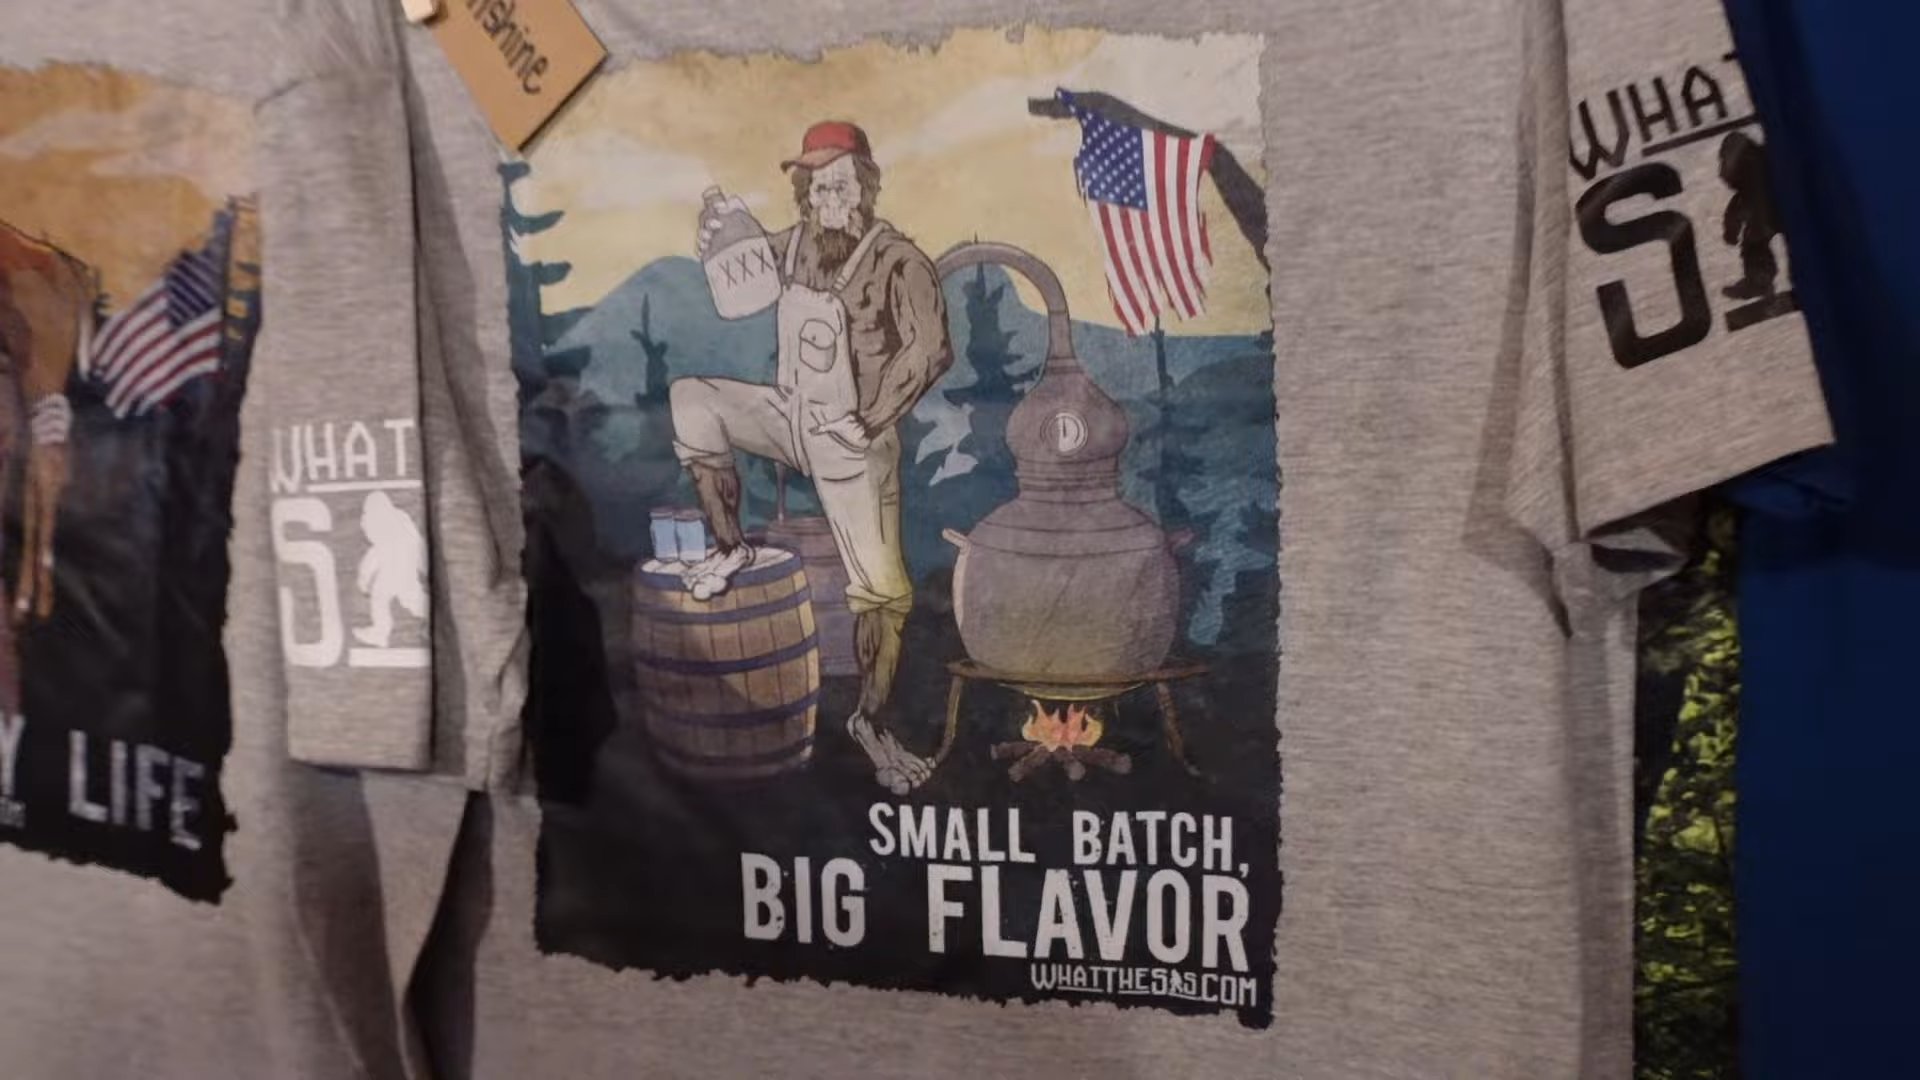 WHAT
S
LIFE
XXX
D
SMALL BATCH,
BIG FLAVOR
WHATTHESAS.COM
WHAT
S